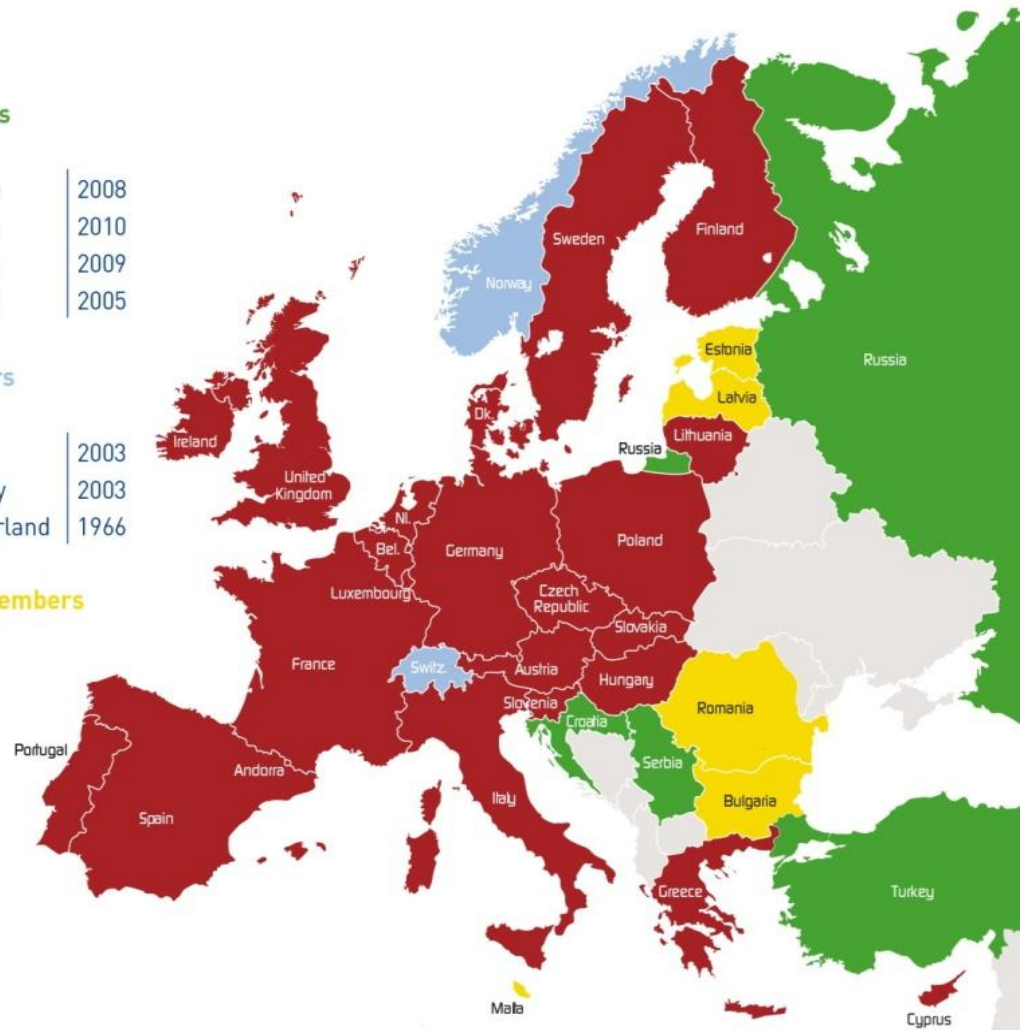 s
2008
2010
2009
2005
rs
2003
y 2003
rland 1966
embers
Norway
Sweden
Finland
Russia
Estonia
Latvia
Lithuania
Russia
Dk.
Ireland
United
Kingdom
Nl.
Bel.
Luxembourg
Germany
Poland
Czech
Republic
Slovakia
France
Switz.
Austria
Hungary
Slovenia
Croatia
Romania
Serbia
Bulgaria
Portugal
Andorra
Spain
Italy
Greece
Turkey
Malta
Cyprus